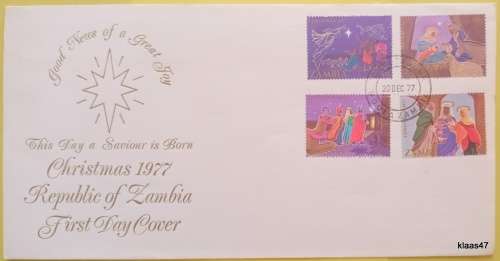 Good News of a Great Joy
This Day a Saviour is Born
Christmas 1977
Republic of Zambia
First Day Cover
20 DEC 77
klaas47